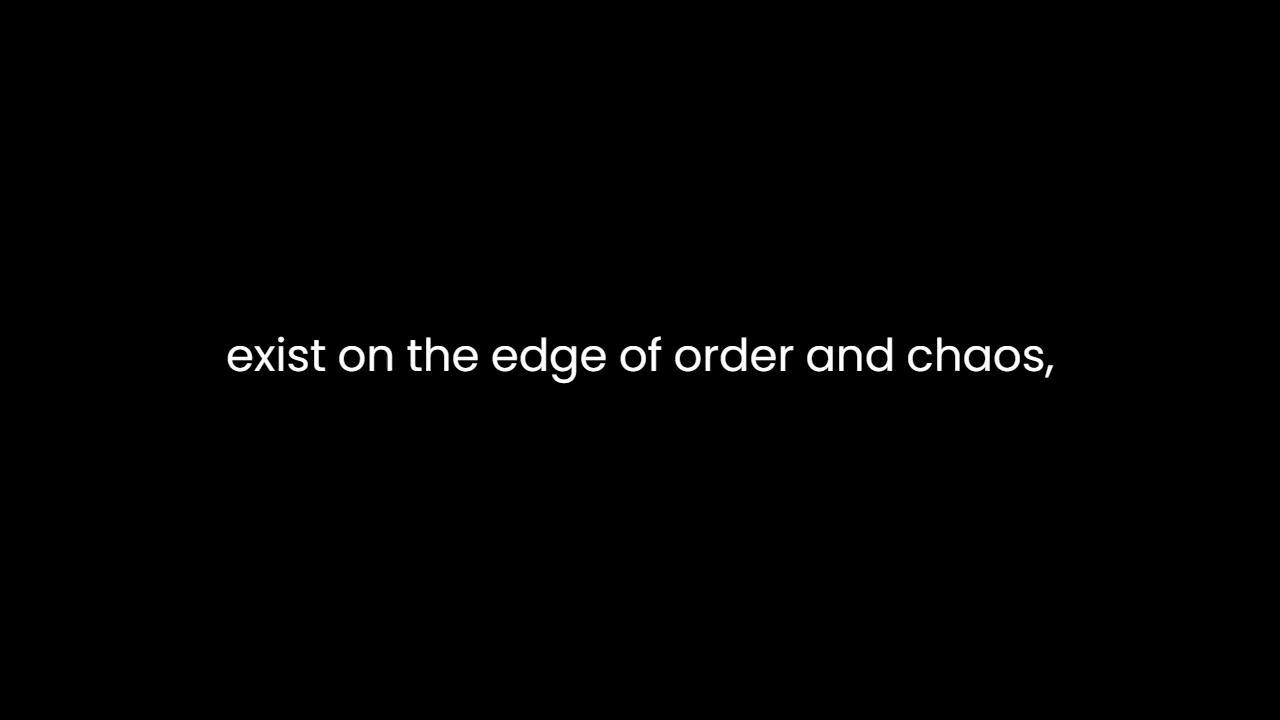 exist on the edge of order and chaos,